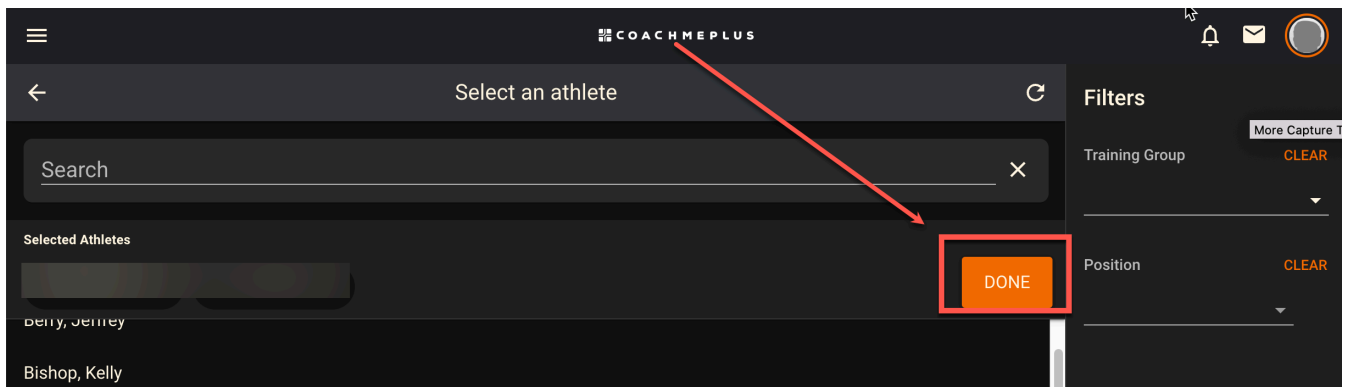 COACHMEPLUS
Select an athlete
Filters
More Capture T
Training Group CLEAR
Search
Selected Athletes
Position CLEAR
DONE
Berry, Jeffrey
Bishop, Kelly